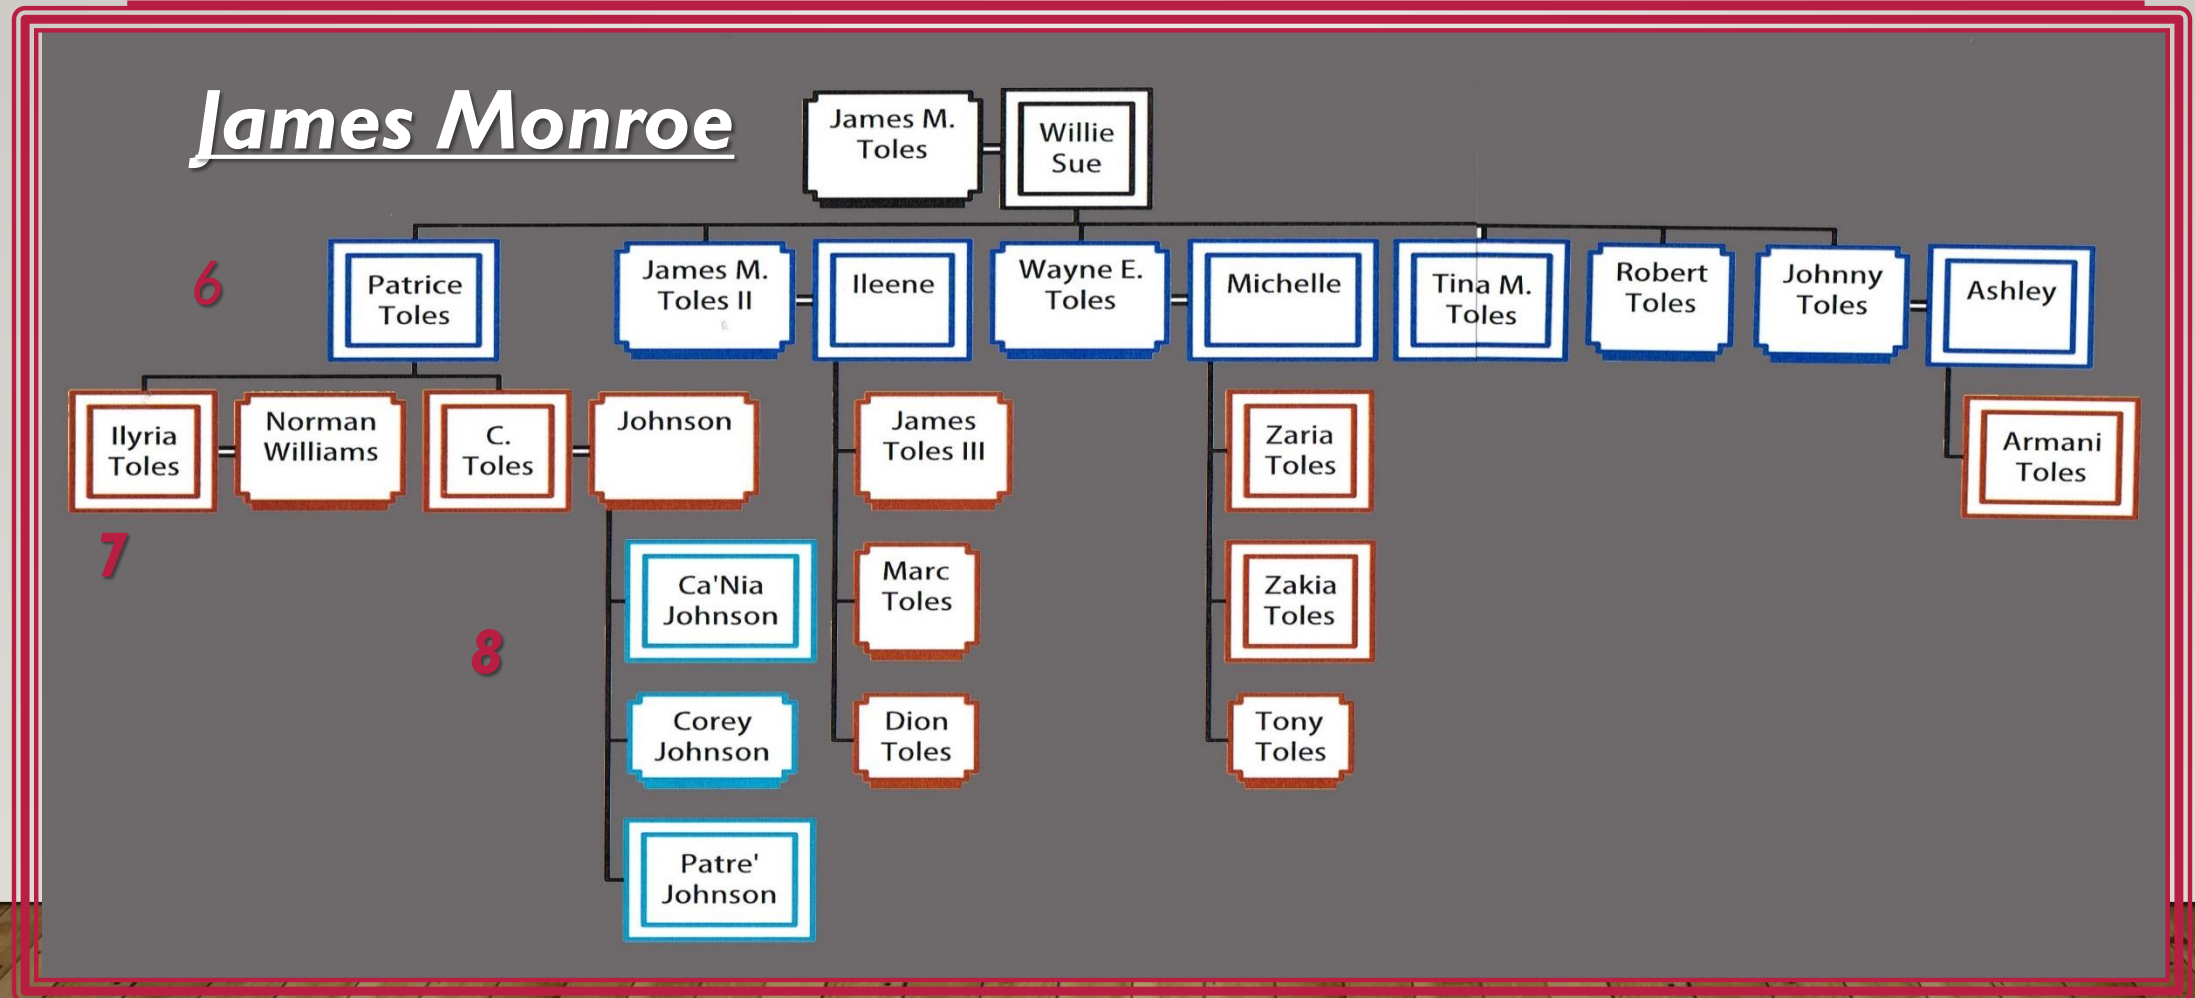 James Monroe
James M.
Toles
Willie
Sue
6
Patrice
Toles
James M.
Toles II
Ileene
Wayne E.
Toles
Michelle
Tina M.
Toles
Robert
Toles
Johnny
Toles
Ashley
7
Ilyria
Toles
Norman
Williams
C.
Toles
Johnson
James
Toles III
Zaria
Toles
Armani
Toles
8
Ca'Nia
Johnson
Marc
Toles
Zakia
Toles
Corey
Johnson
Dion
Toles
Tony
Toles
Patre'
Johnson